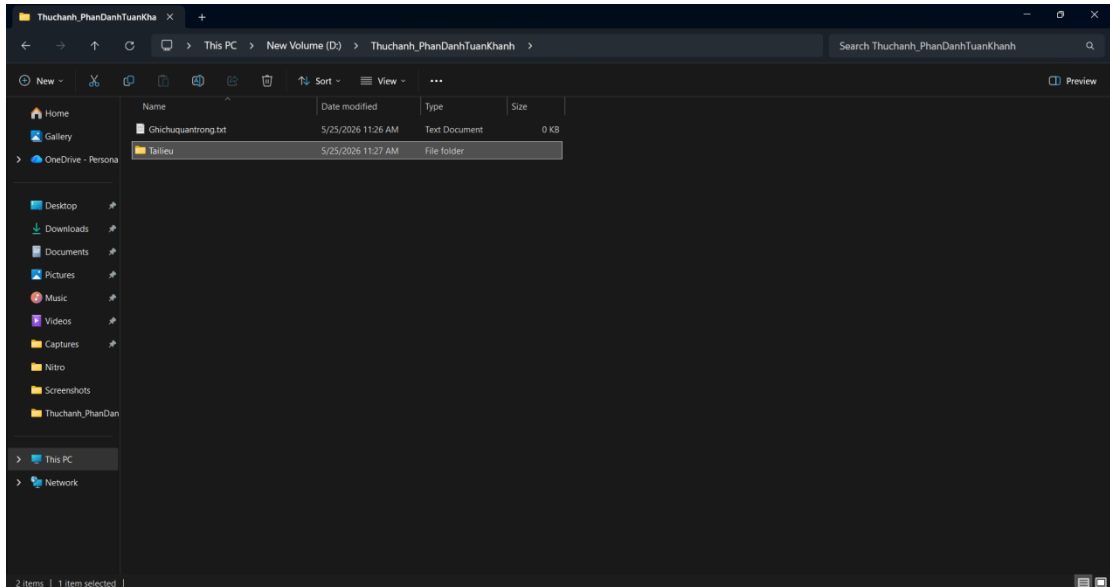 Thuchanh_PhanDanhTuanKha
This PC > New Volume (D:) > Thuchanh_PhanDanhTuanKhanh >
Search Thuchanh_PhanDanhTuanKhanh
New
Sort
View
Preview
Name Date modified Type Size
Ghichuquantrong.txt 5/25/2026 11:26 AM Text Document 0 KB
Tailieu 5/25/2026 11:27 AM File folder
Home
Gallery
OneDrive - Persona
Desktop
Downloads
Documents
Pictures
Music
Videos
Captures
Nitro
Screenshots
Thuchanh_PhanDan
This PC
Network
2 items | 1 item selected |